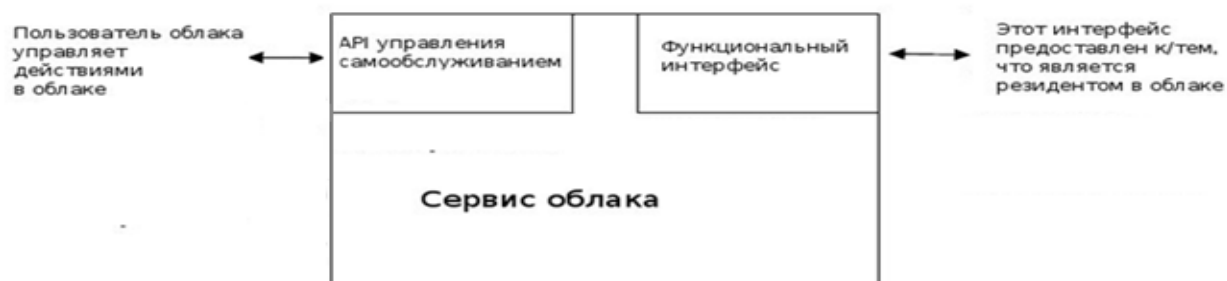 Пользователь облака
управляет
действиями
в облаке
API управления
самообслуживанием
Функциональный
интерфейс
Этот интерфейс
предоставлен к/тем,
что является
резидентом в облаке
Сервис облака